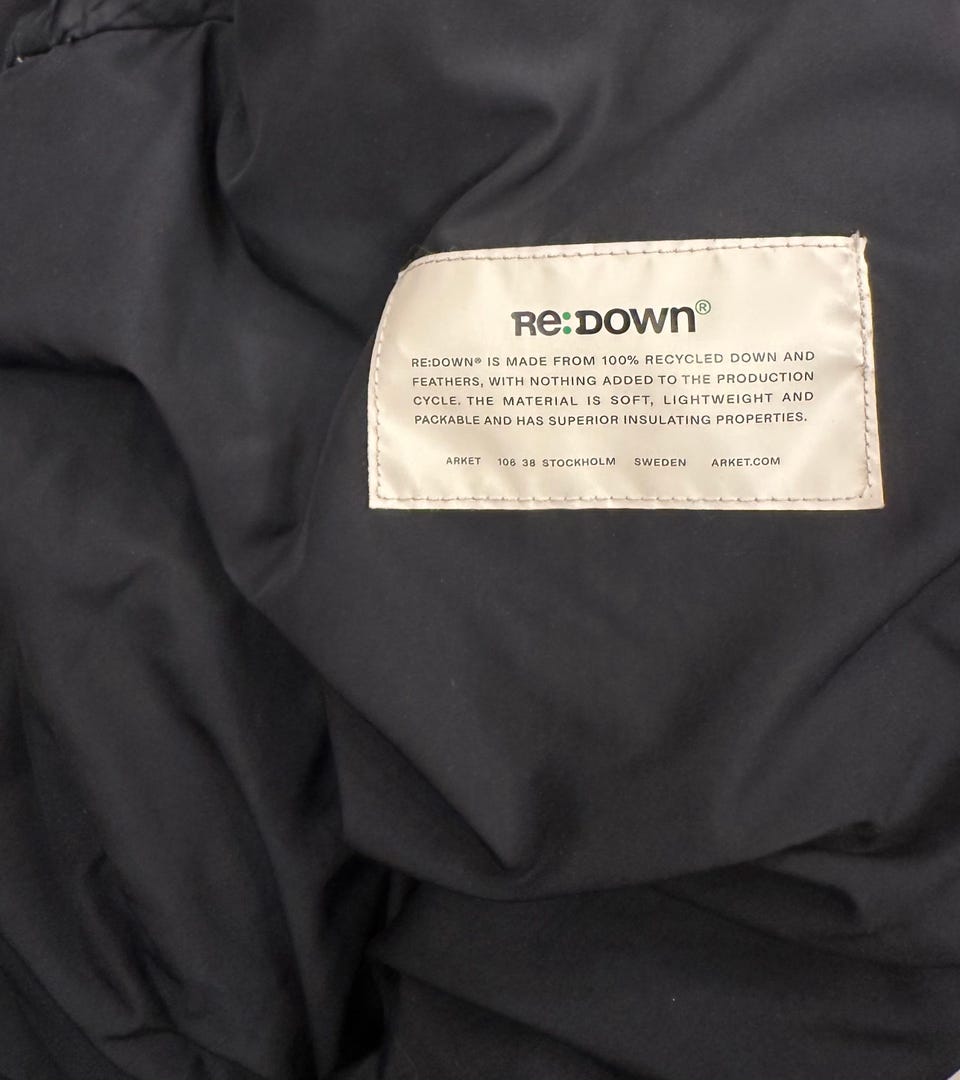 Re:DOWN®
RE:DOWN® IS MADE FROM 100% RECYCLED DOWN AND
FEATHERS, WITH NOTHING ADDED TO THE PRODUCTION
CYCLE. THE MATERIAL IS SOFT, LIGHTWEIGHT AND
PACKABLE AND HAS SUPERIOR INSULATING PROPERTIES.
ARKET 106 38 STOCKHOLM SWEDEN ARKET.COM